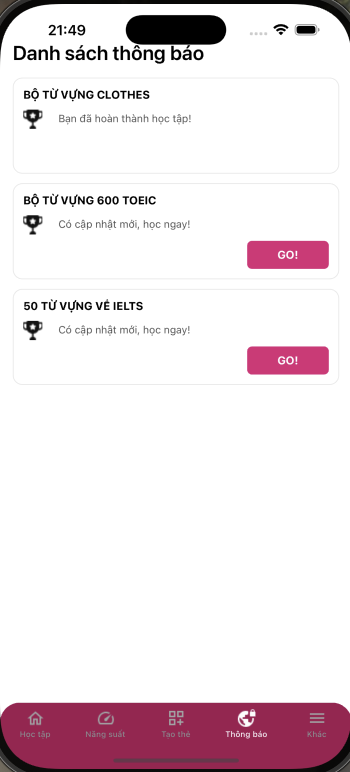 21:49
Danh sách thông báo
BỘ TỪ VỰNG CLOTHES
Bạn đã hoàn thành học tập!
BỘ TỪ VỰNG 600 TOEIC
Có cập nhật mới, học ngay!
GO!
50 TỪ VỰNG VỀ IELTS
Có cập nhật mới, học ngay!
GO!
Học tập Năng suất Tạo thẻ Thông báo Khác